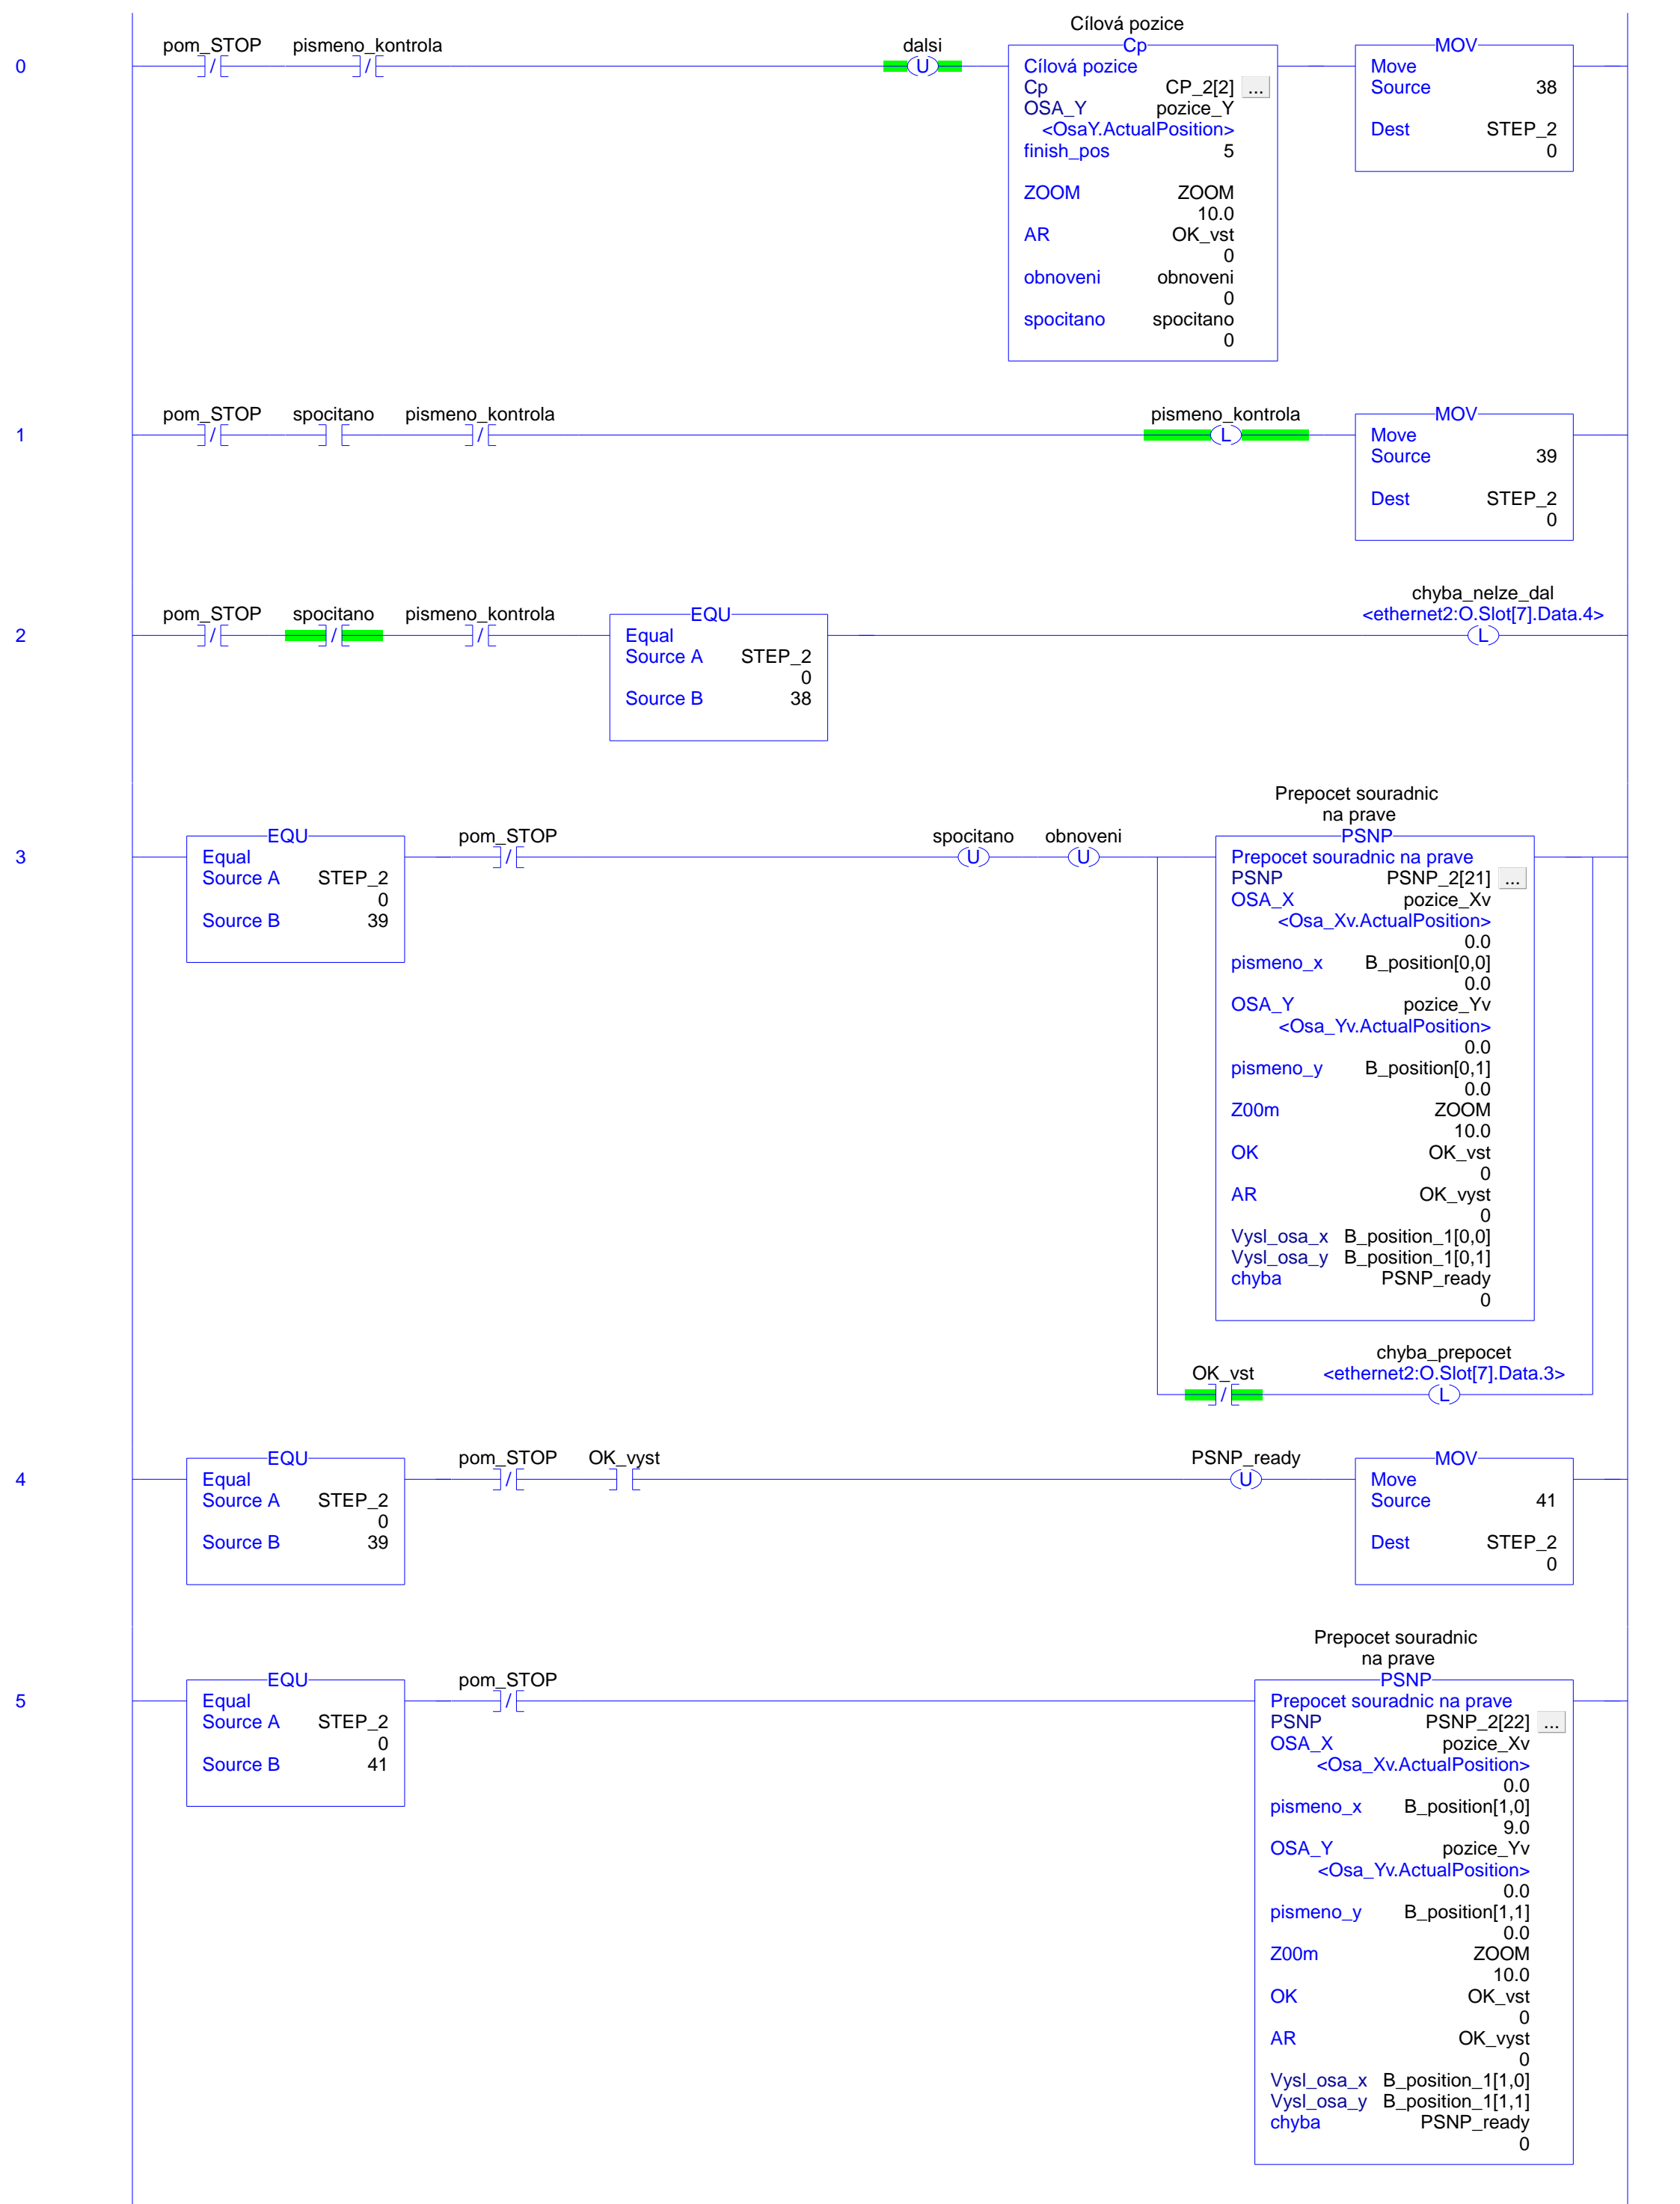 0
pom_STOP pismeno_kontrola dalsi
Cílová pozice
Cp
Cílová pozice
Cp CP_2[2] ...
OSA_Y pozice_Y
<OsaY.ActualPosition>
finish_pos 5
ZOOM ZOOM
10.0
AR OK_vst
0
obnoveni obnoveni
0
spocitano spocitano
0
MOV
Move
Source 38
Dest STEP_2
0
1
pom_STOP spocitano pismeno_kontrola pismeno_kontrola
MOV
Move
Source 39
Dest STEP_2
0
2
pom_STOP spocitano pismeno_kontrola
EQU
Equal
Source A STEP_2
0
Source B 38
chyba_nelze_dal
<ethernet2:O.Slot[7].Data.4>
L
3
EQU
Equal
Source A STEP_2
0
Source B 39
pom_STOP spocitano obnoveni
U U
Prepocet souradnic
na prave
PSNP
Prepocet souradnic na prave
PSNP PSNP_2[21] ...
OSA_X pozice_Xv
<Osa_Xv.ActualPosition>
0.0
pismeno_x B_position[0,0]
0.0
OSA_Y pozice_Yv
<Osa_Yv.ActualPosition>
0.0
pismeno_y B_position[0,1]
0.0
Z00m ZOOM
10.0
OK OK_vst
0
AR OK_vyst
0
Vysl_osa_x B_position_1[0,0]
Vysl_osa_y B_position_1[0,1]
chyba PSNP_ready
0
OK_vst
chyba_prepocet
<ethernet2:O.Slot[7].Data.3>
L
4
EQU
Equal
Source A STEP_2
0
Source B 39
pom_STOP OK_vyst PSNP_ready
U
MOV
Move
Source 41
Dest STEP_2
0
5
EQU
Equal
Source A STEP_2
0
Source B 41
pom_STOP
Prepocet souradnic
na prave
PSNP
Prepocet souradnic na prave
PSNP PSNP_2[22] ...
OSA_X pozice_Xv
<Osa_Xv.ActualPosition>
0.0
pismeno_x B_position[1,0]
9.0
OSA_Y pozice_Yv
<Osa_Yv.ActualPosition>
0.0
pismeno_y B_position[1,1]
0.0
Z00m ZOOM
10.0
OK OK_vst
0
AR OK_vyst
0
Vysl_osa_x B_position_1[1,0]
Vysl_osa_y B_position_1[1,1]
chyba PSNP_ready
0